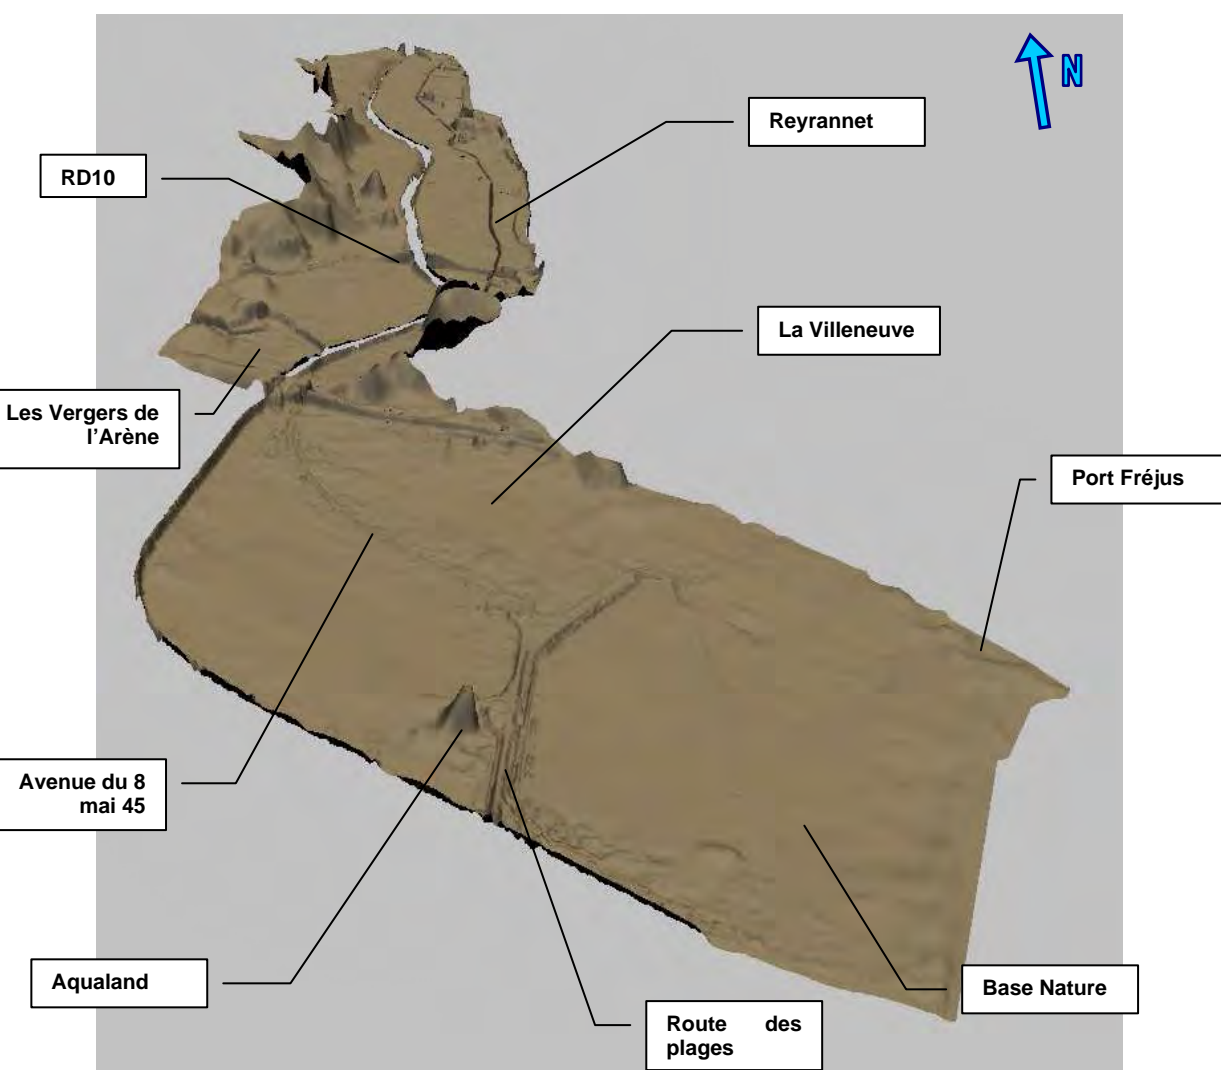 N
Reyrannet
RD10
La Villeneuve
Les Vergers de
l'Arène
Port Fréjus
Avenue du 8
mai 45
Aqualand
Base Nature
Route des
plages